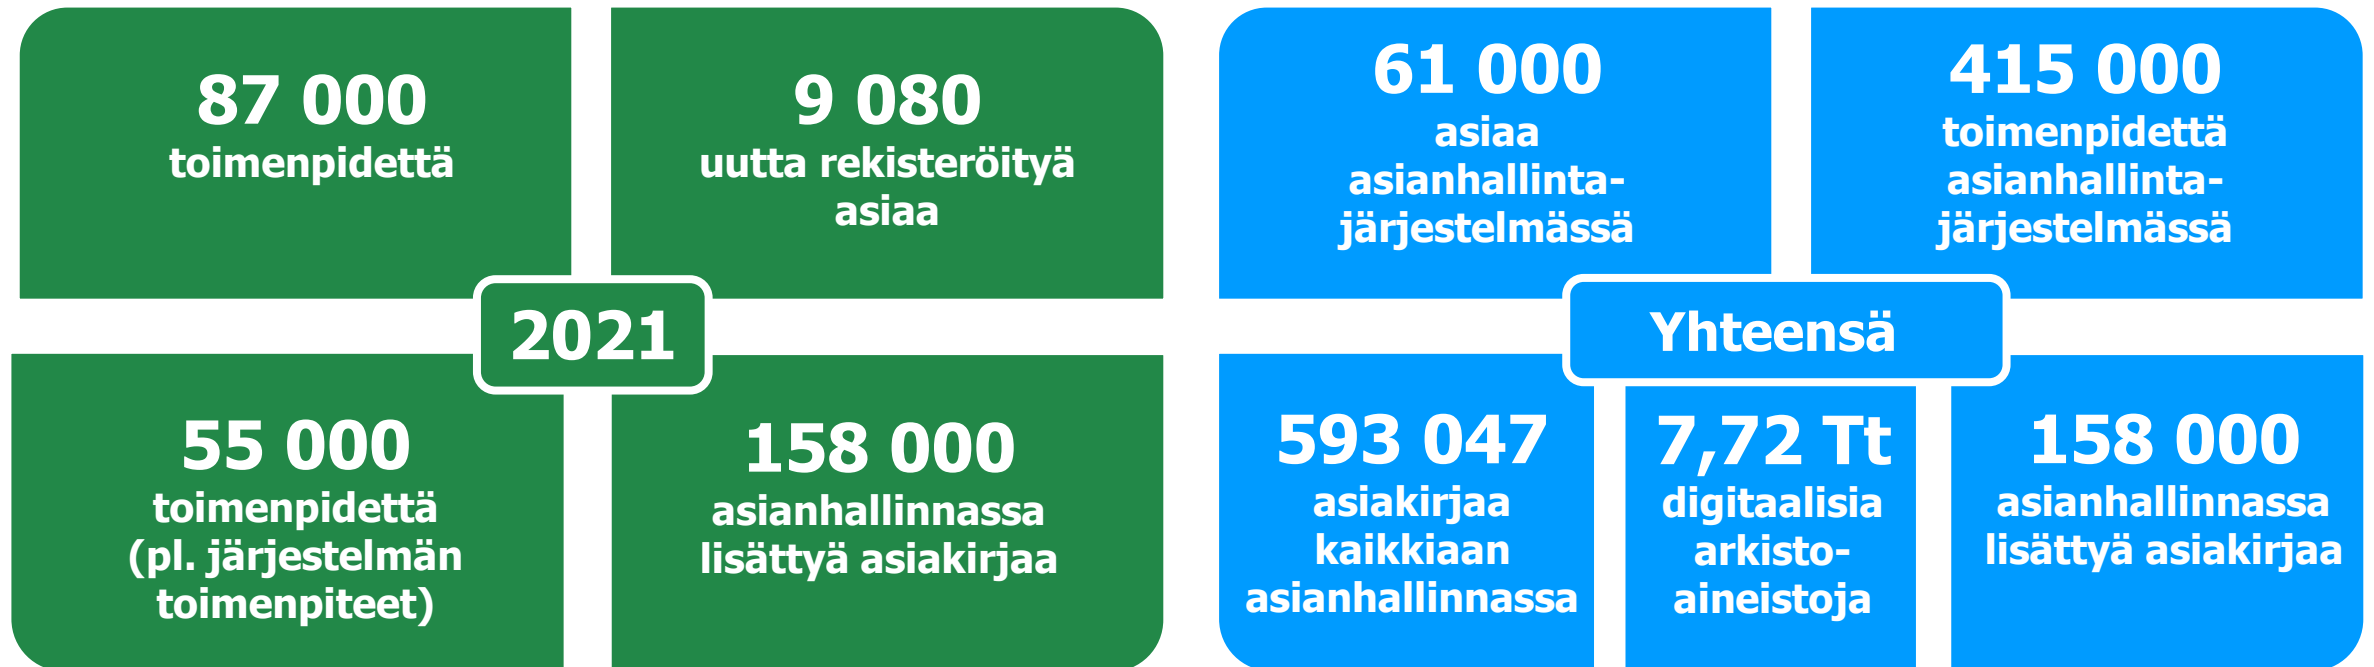 87 000
toimenpidettä
9 080
uutta rekisteröityä
asiaa
2021
55 000
toimenpidettä
(pl. järjestelmän
toimenpiteet)
158 000
asianhallinnassa
lisättyä asiakirjaa
61 000
asiaa
asianhallinta-
järjestelmässä
415 000
toimenpidettä
asianhallinta-
järjestelmässä
Yhteensä
593 047
asiakirjaa
kaikkiaan
asianhallinnassa
7,72 Tt
digitaalisia
arkisto-
aineistoja
158 000
asianhallinnassa
lisättyä asiakirjaa